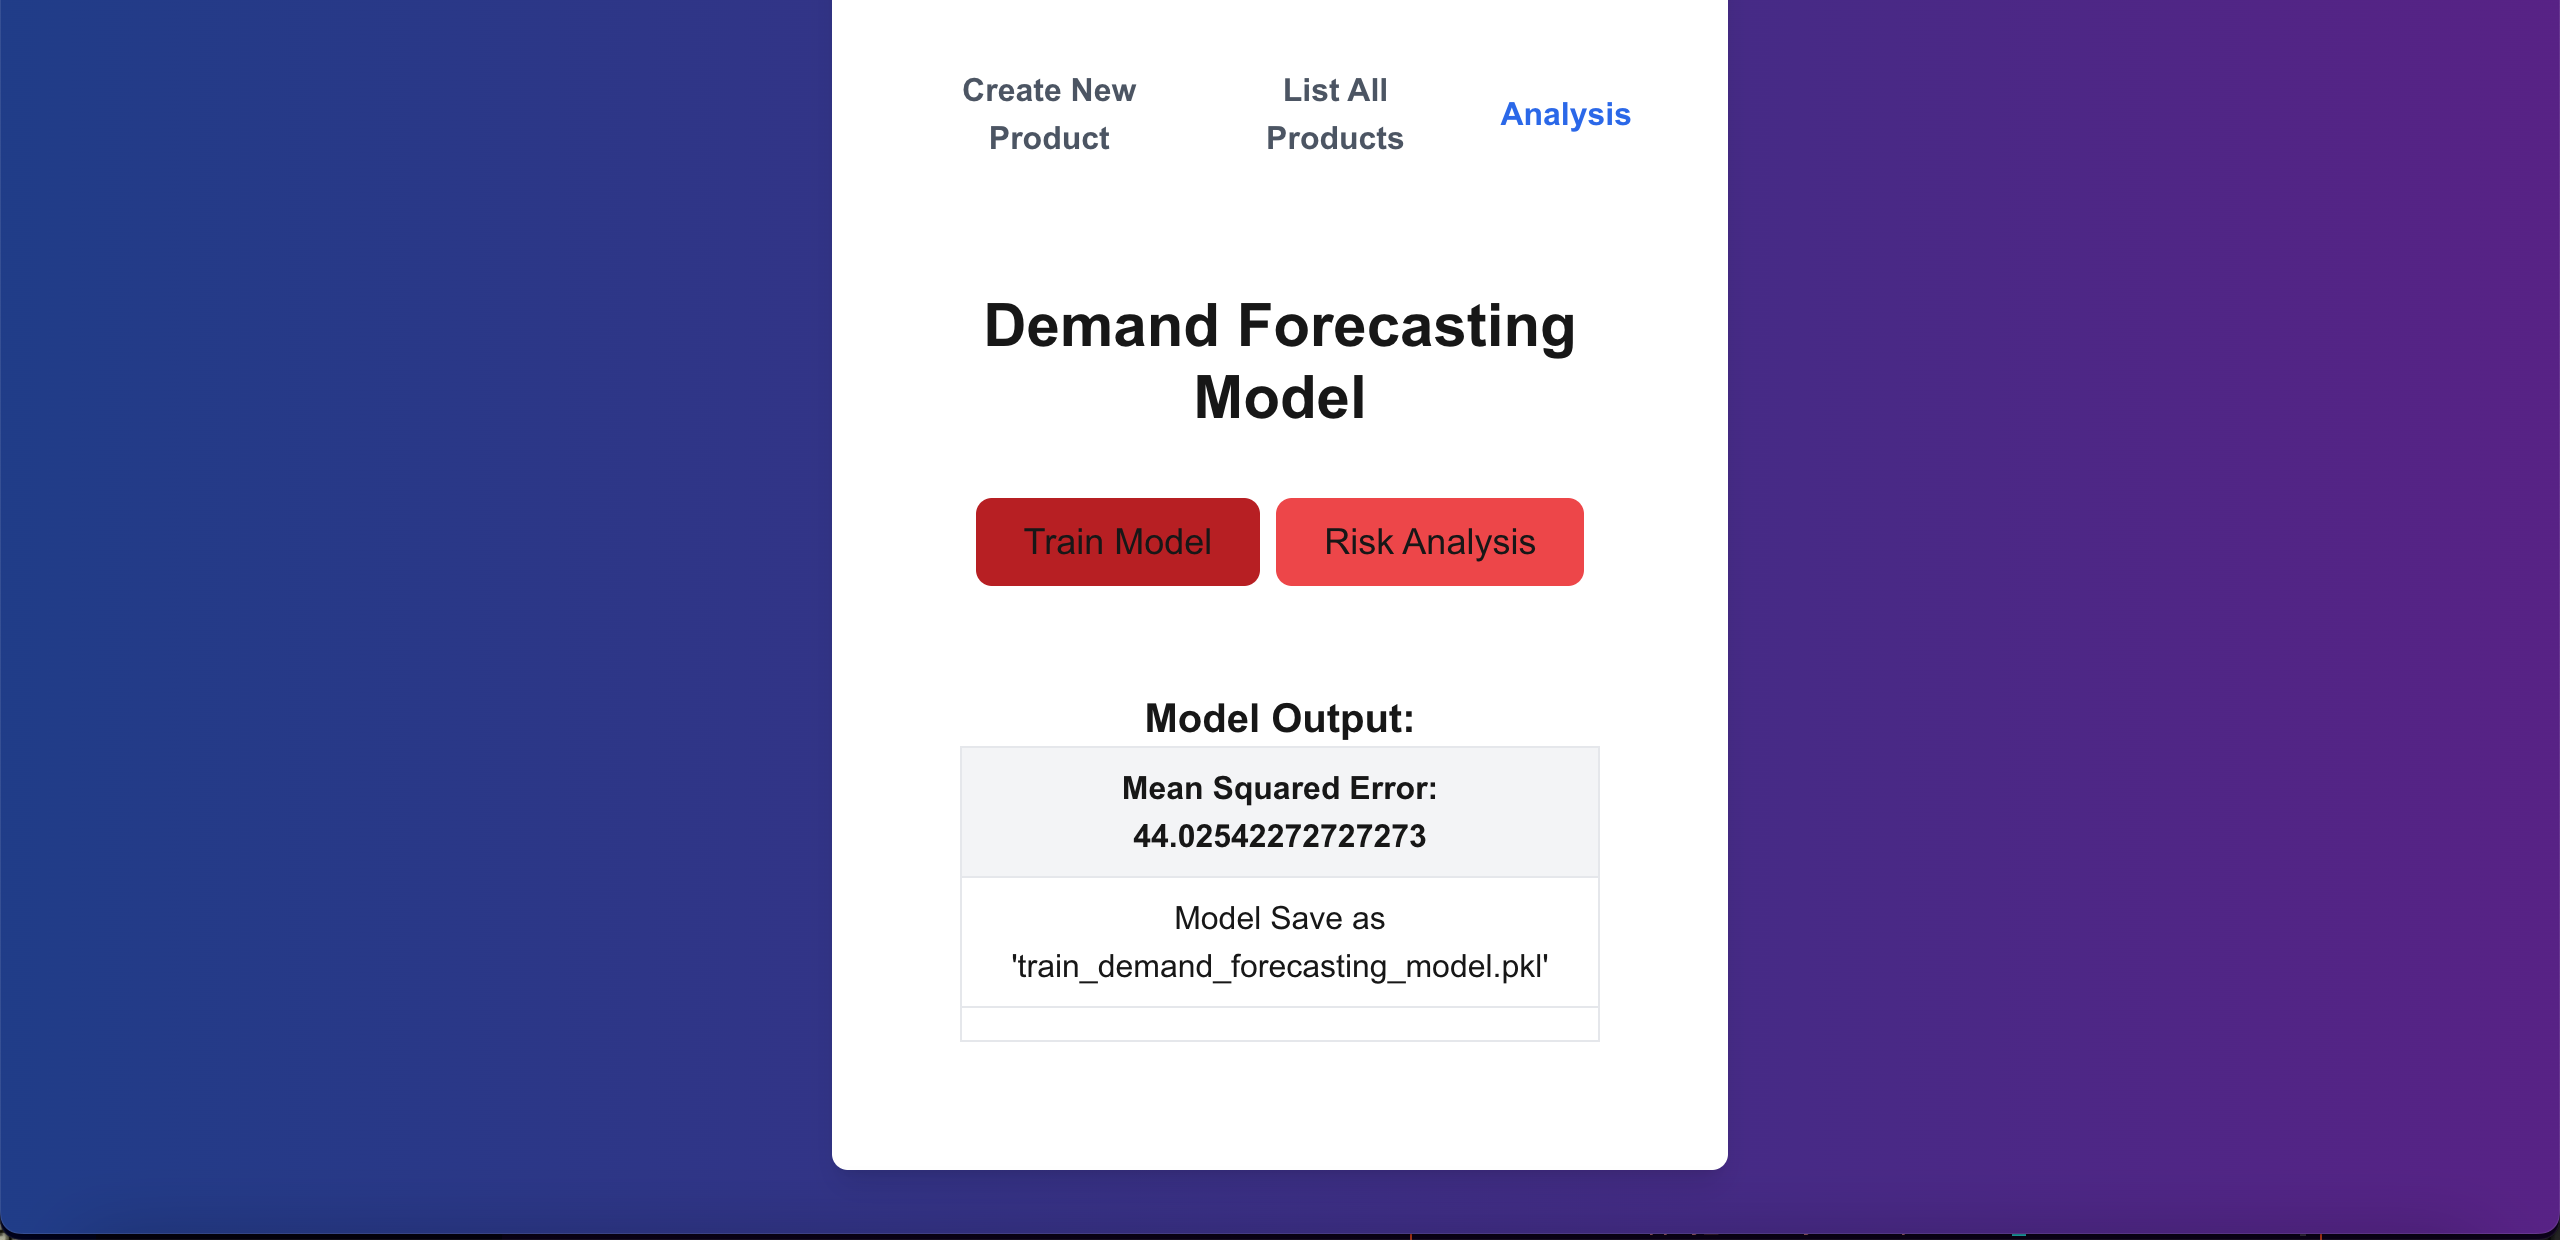 Create New
Product
List All
Products
Analysis
Demand Forecasting
Model
Train Model
Risk Analysis
Model Output:
Mean Squared Error:
44.02542272727273
Model Save as
'train_demand_forecasting_model.pkl'